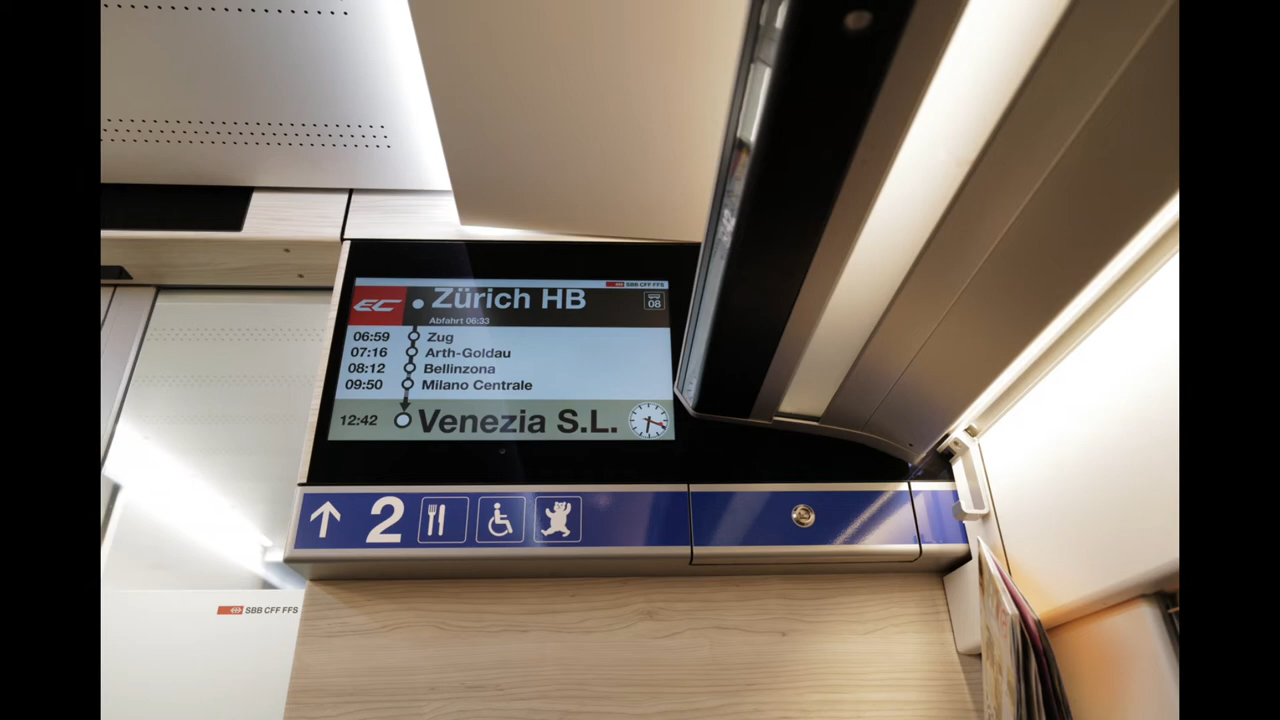 SBB CFF FFS
EC Zürich HB 08
Abfahrt 06:33
06:59 Zug
07:16 Arth-Goldau
08:12 Bellinzona
09:50 Milano Centrale
12:42 Venezia S.L.
2
SBB CFF FFS